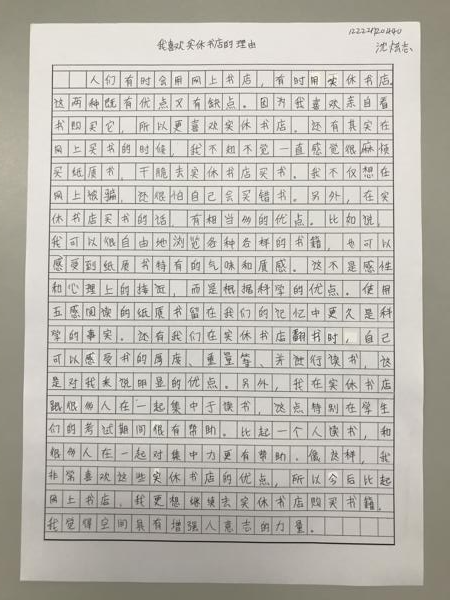 12222120440
我喜欢实体书店的理由
人们有时会用网上书店，有时用实休书店。
这两种既有优点又有缺点。因为我喜欢亲自看
书即买它，所以更喜欢实休书店。还有其实在
网上买书的时候，我不知不觉一直感觉很麻烦
买纸质书，干脆去实休书店买书。我不仅想在
网上被骗，还很怕自己会买错书。另外，在实
休书店买书的话，有相当多的优点。比如说，
我可以很自由地浏览各种各样的书籍，也可以
感受到纸质书特有的气味和质感。这不是感性
和心理上的接近，而是根据科学的优点。使用
五感阅读的纸质书留在我们的记忆中更久是科
学的事实。还有我们在实休书店翻书时，自己
可以感受书的厚度、重量等，并进行读书，这
是对我来说明显的优点。另外，我在实休书店
跟很多人在一起集中于读书，这点特别在学生
们的考试期间很有帮助。比起一个人读书，和
很多人在一起对集中力更有帮助。像这样，我
非常喜欢这些实休书店的优点，所以今后比起
网上书店，我更想继续去实休书店购买书籍。
我觉得空间具有增强人意志的力量。